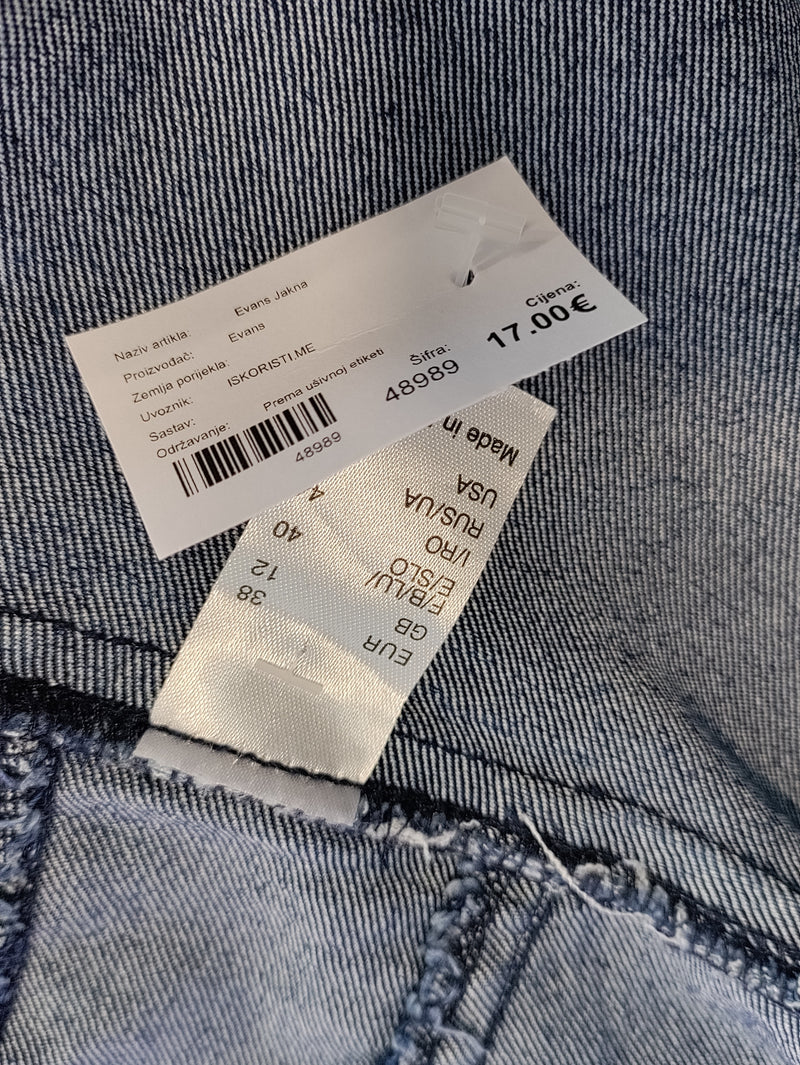 Naziv artikla: Evans Jakna
Proizvođač: Evans
Zemlja porijekla:
Uvoznik: ISKORISTI.ME
Sastav:
Održavanje: Prema ušivnoj etiketi
48989
Šifra:
48989
Cijena:
17.00€
EUR 38
GB 12
F/B/LU/
E/SLO 40
I/RO
RUS/UA
USA
Made in